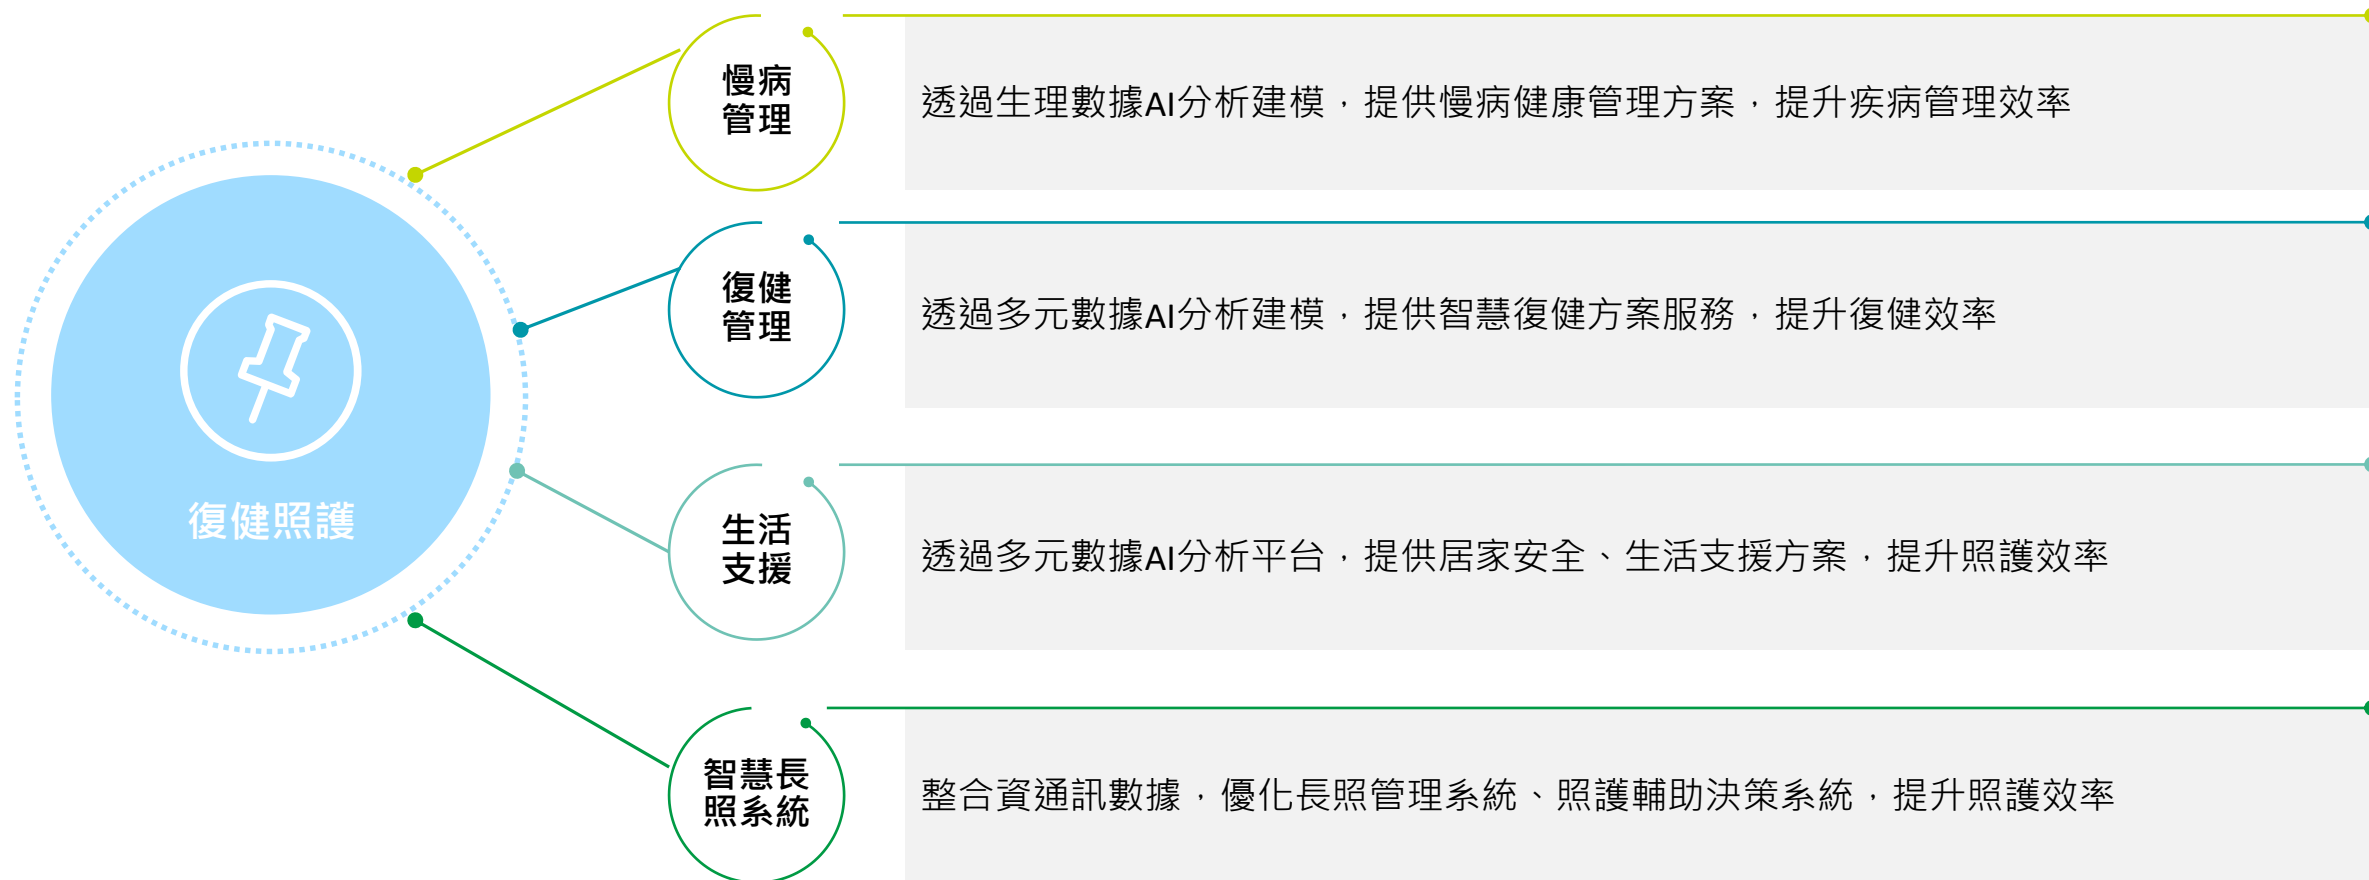 復健照護
慢病
管理
透過生理數據AI分析建模，提供慢病健康管理方案，提升疾病管理效率
復健
管理
透過多元數據AI分析建模，提供智慧復健方案服務，提升復健效率
生活
支援
透過多元數據AI分析平台，提供居家安全、生活支援方案，提升照護效率
智慧長
照系統
整合資通訊數據，優化長照管理系統、照護輔助決策系統，提升照護效率